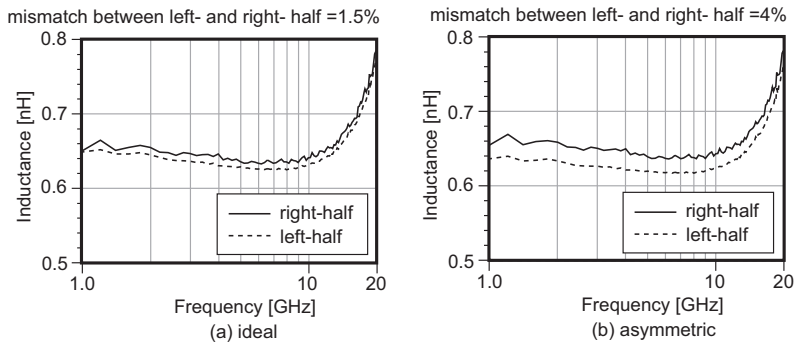 mismatch between left- and right-half =1.5%
0.8
0.7
0.6
0.5
Inductance [nH]
right-half
left-half
1.0
10
20
Frequency [GHz]
(a) ideal
mismatch between left- and right- half =4%
0.8
0.7
0.6
0.5
Inductance [nH]
right-half
left-half
1.0
10
20
Frequency [GHz]
(b) asymmetric